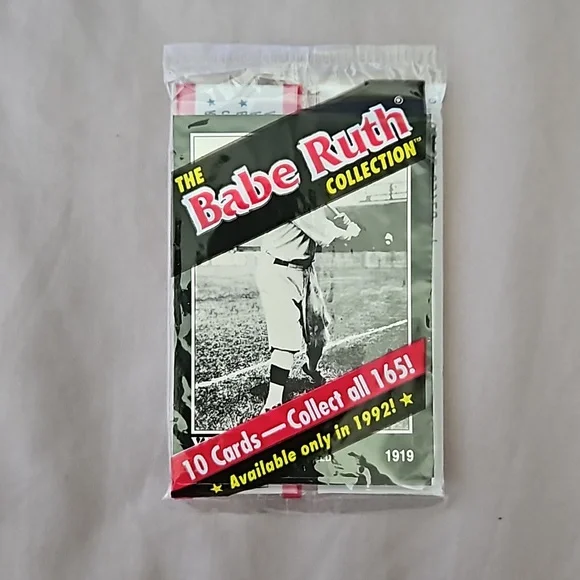 THE
Babe Ruth®
COLLECTION™
10 Cards—Collect all 165!
★ Available only in 1992! ★
1919